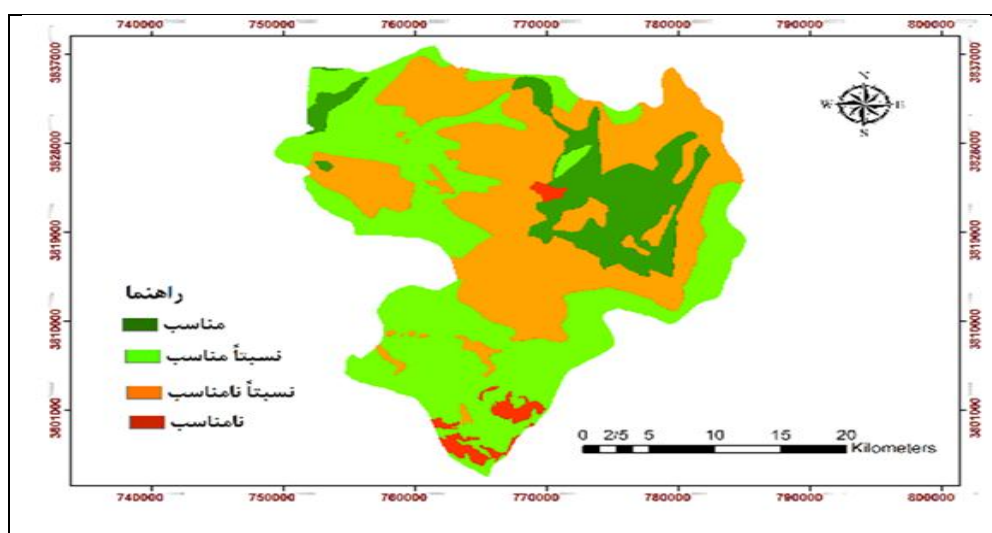 740000 750000 760000 770000 780000 790000 800000
3837000 3837000
N
W E
S
3828000 3828000
3819000 3819000
راهنما
مناسب
3810000 3810000
نسبتاً مناسب
نسبتاً نامناسب
نامناسب
3801000 3801000
0 2/5 5 10 15 20
Kilometers
740000 750000 760000 770000 780000 790000 800000